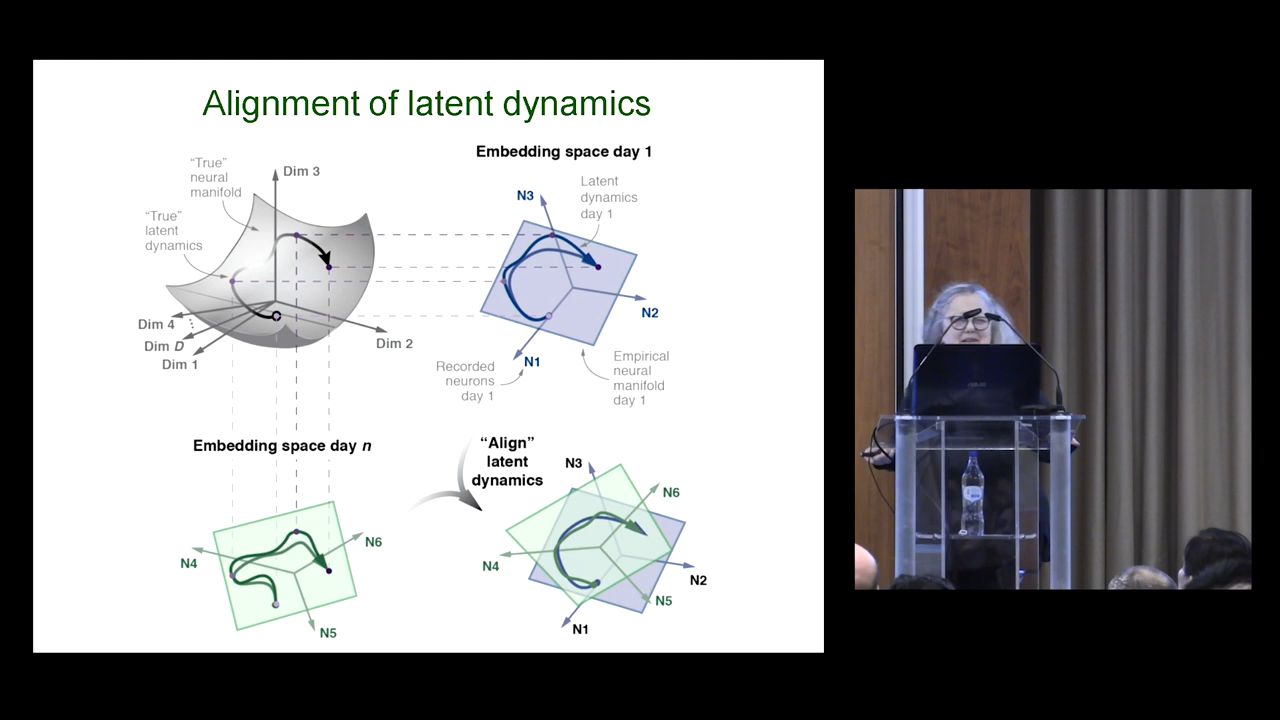 Alignment of latent dynamics
"True"
neural
manifold
Dim 3
"True"
latent
dynamics
Dim 4
Dim D
Dim 1
Dim 2
Embedding space day 1
N3
Latent
dynamics
day 1
N2
N1
Recorded
neurons
day 1
Empirical
neural
manifold
day 1
Embedding space day n
N4
N6
N5
"Align"
latent
dynamics
N3
N6
N4
N2
N5
N1